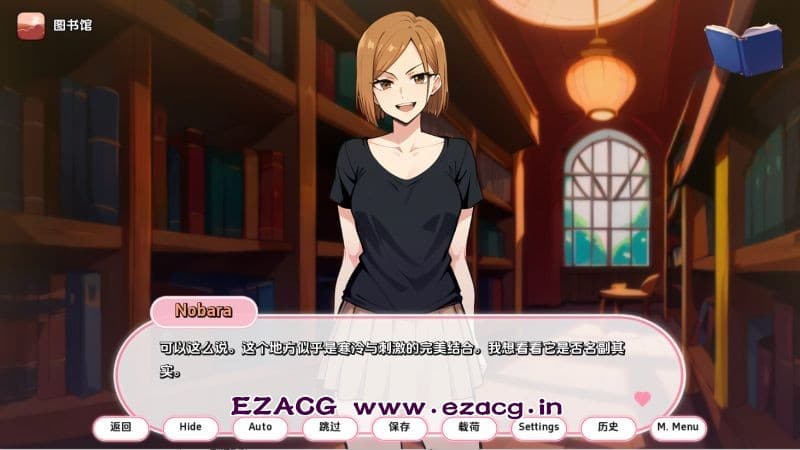 图书馆
Nobara
可以这么说。这个地方似乎是寒冷与刺激的完美结合。我想看看它是否名副其
实。
EZACG www.ezacg.in
返回 Hide Auto 跳过 保存 载荷 Settings 历史 M. Menu